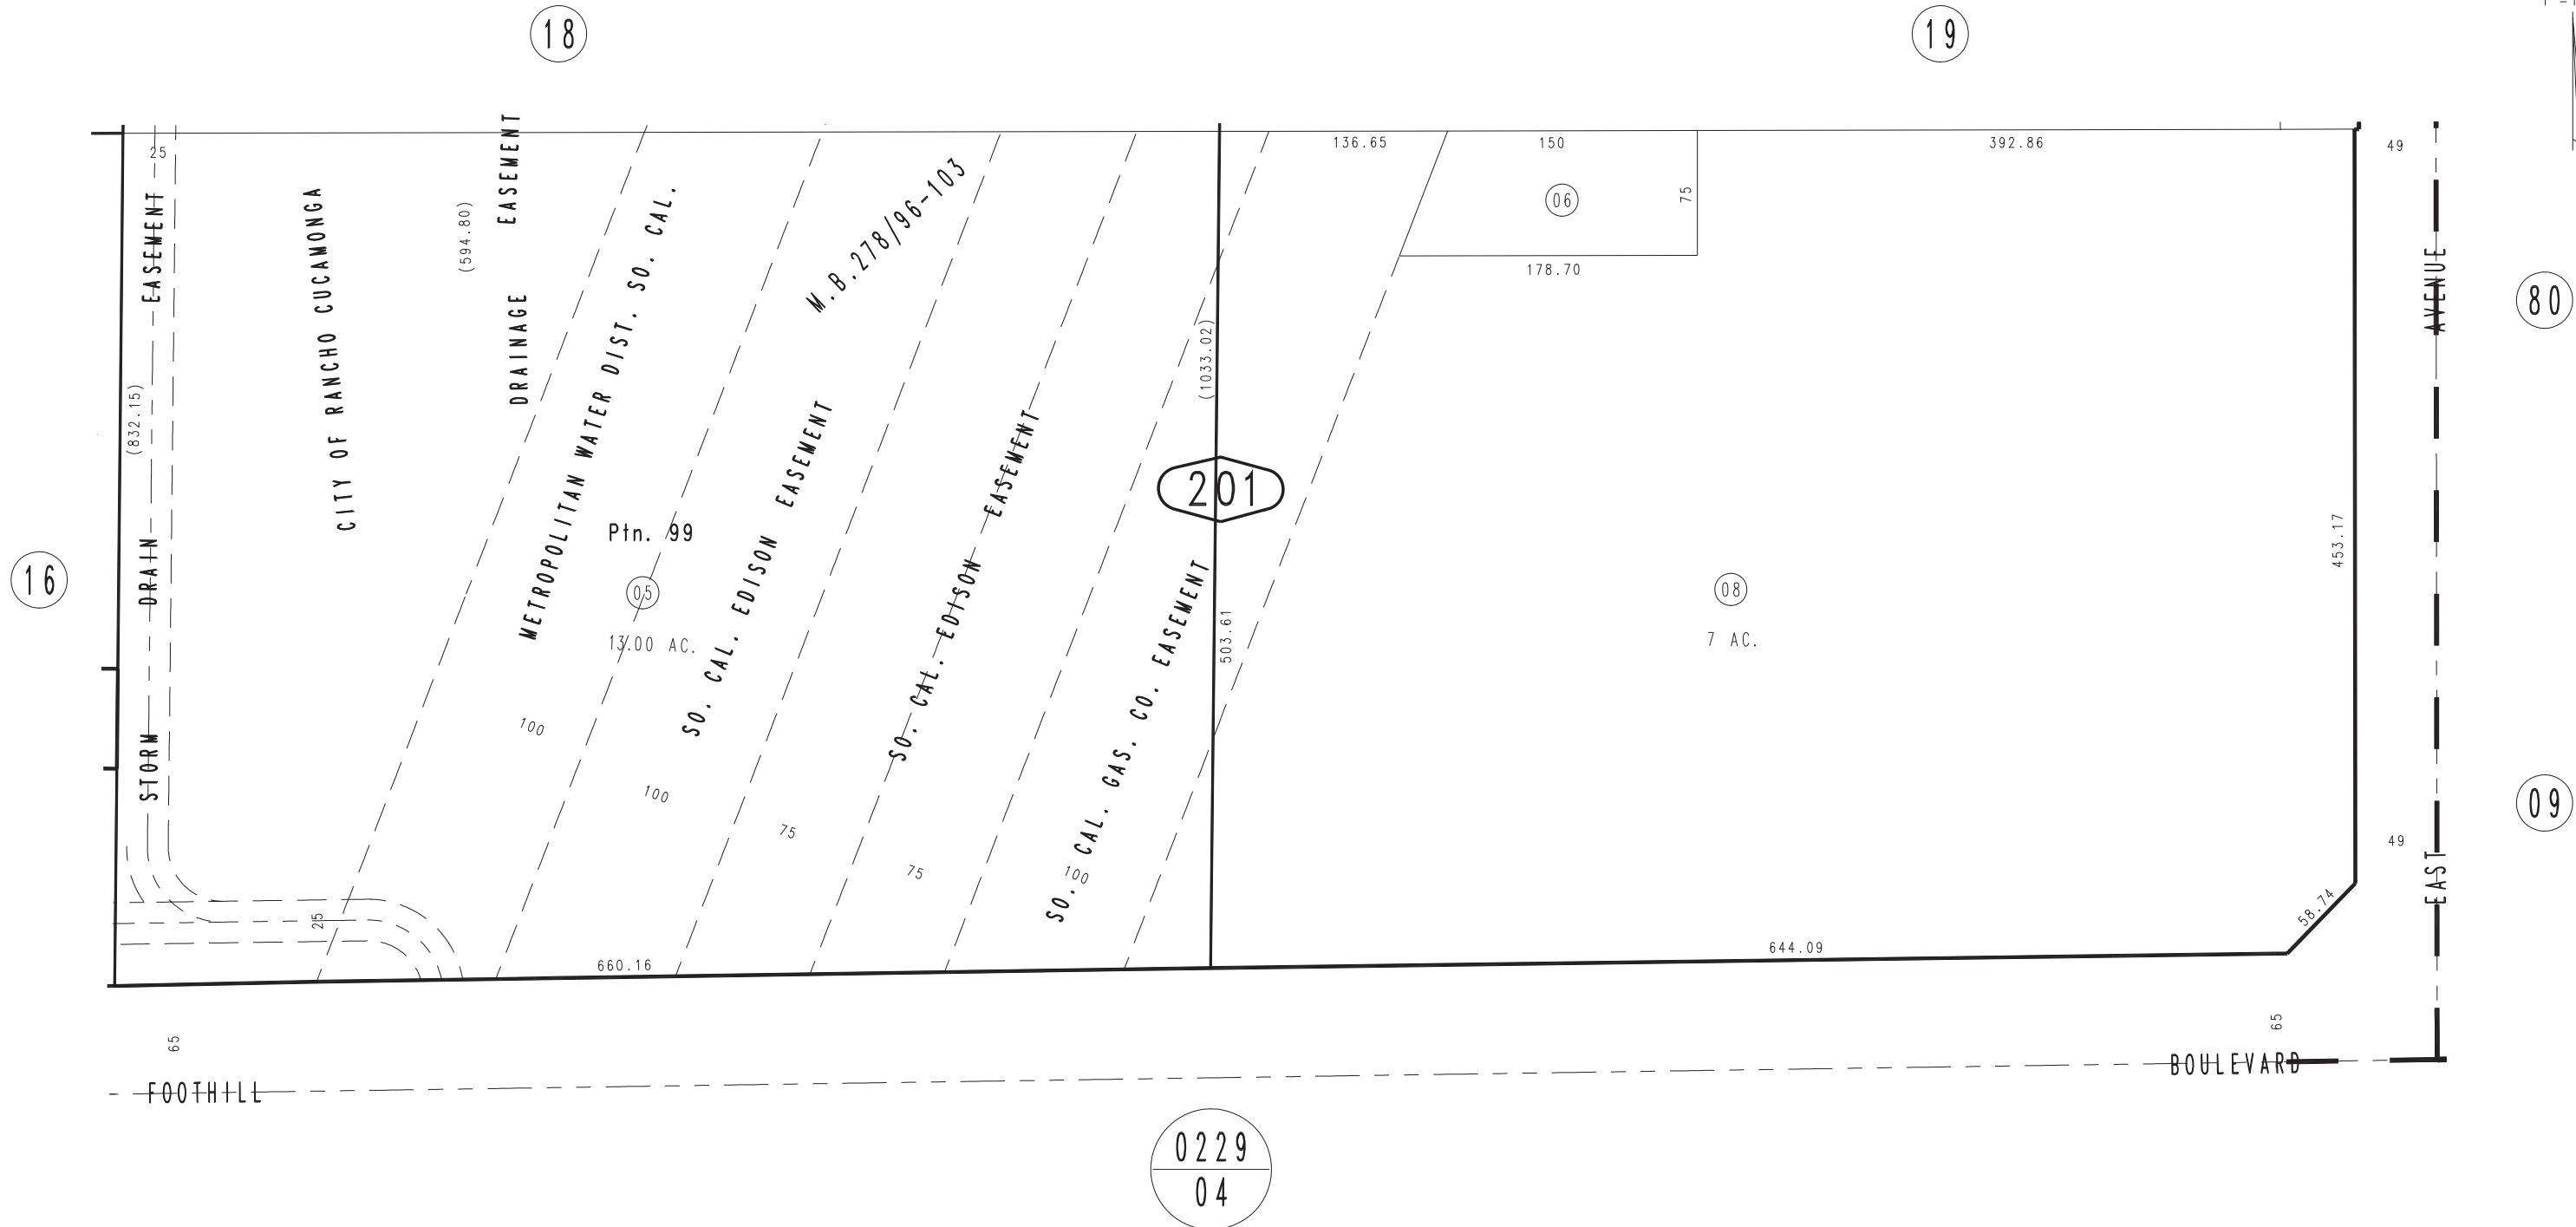 18
19
25
EASEMENT
136.65
150
392.86
49
06
75
178.70
CITY OF RANCHO CUCAMONGA
(594.80)
DRAINAGE EASEMENT
METROPOLITAN WATER DIST. SO. CAL.
M.B.278/96-103
AVENUE
80
(832.15)
(1033.02)
201
16
STORM DRAIN
Ptn. 99
05
13.00 AC.
SO. CAL. EDISON EASEMENT
SO. CAL. EDISON EASEMENT
SO. CAL. GAS. CO. EASEMENT
503.61
08
7 AC.
453.17
100
100
75
75
100
09
49
EAST
58.74
25
660.16
644.09
65
65
FOOTHILL
BOULEVARD
0229
04